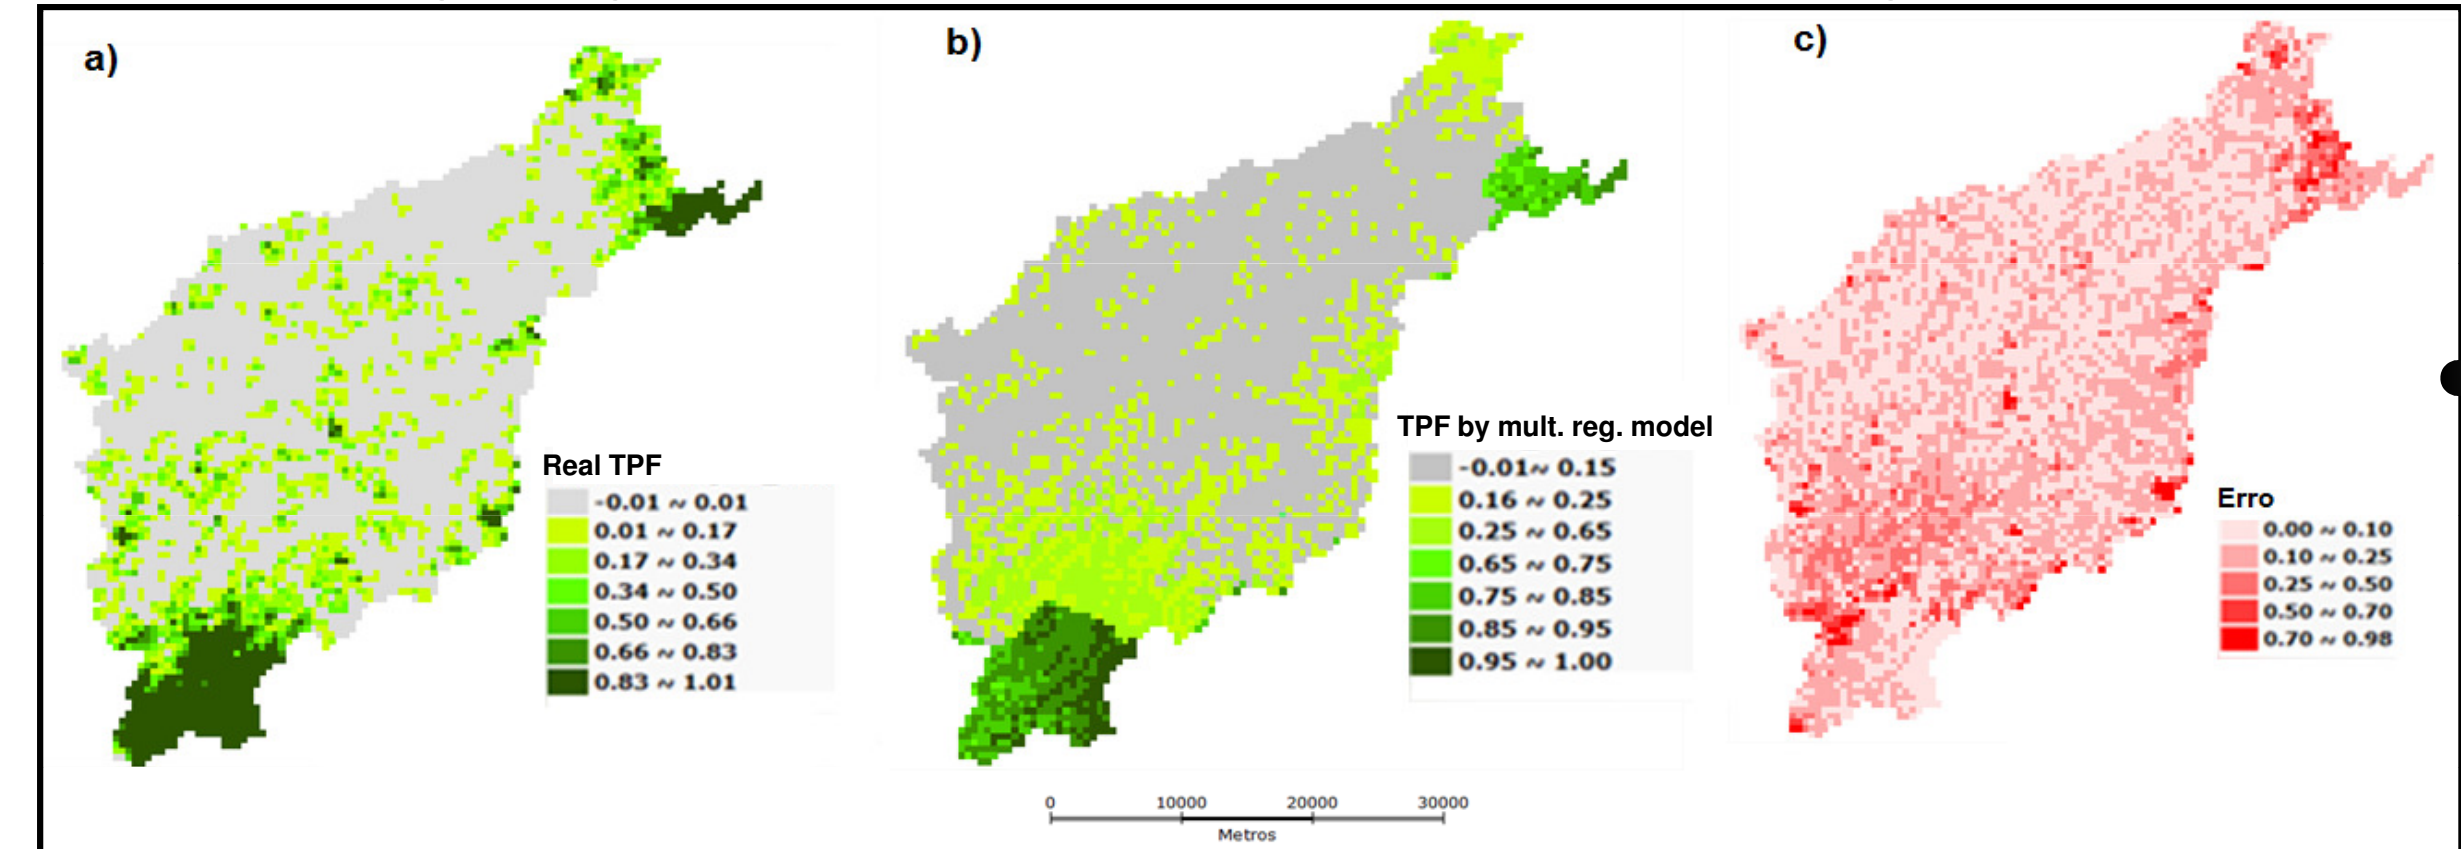 a)
b)
c)
Real TPF
-0.01 ~ 0.01
0.01 ~ 0.17
0.17 ~ 0.34
0.34 ~ 0.50
0.50 ~ 0.66
0.66 ~ 0.83
0.83 ~ 1.01
TPF by mult. reg. model
-0.01~ 0.15
0.16 ~ 0.25
0.25 ~ 0.65
0.65 ~ 0.75
0.75 ~ 0.85
0.85 ~ 0.95
0.95 ~ 1.00
Erro
0.00 ~ 0.10
0.10 ~ 0.25
0.25 ~ 0.50
0.50 ~ 0.70
0.70 ~ 0.98
0 10000 20000 30000
Metros